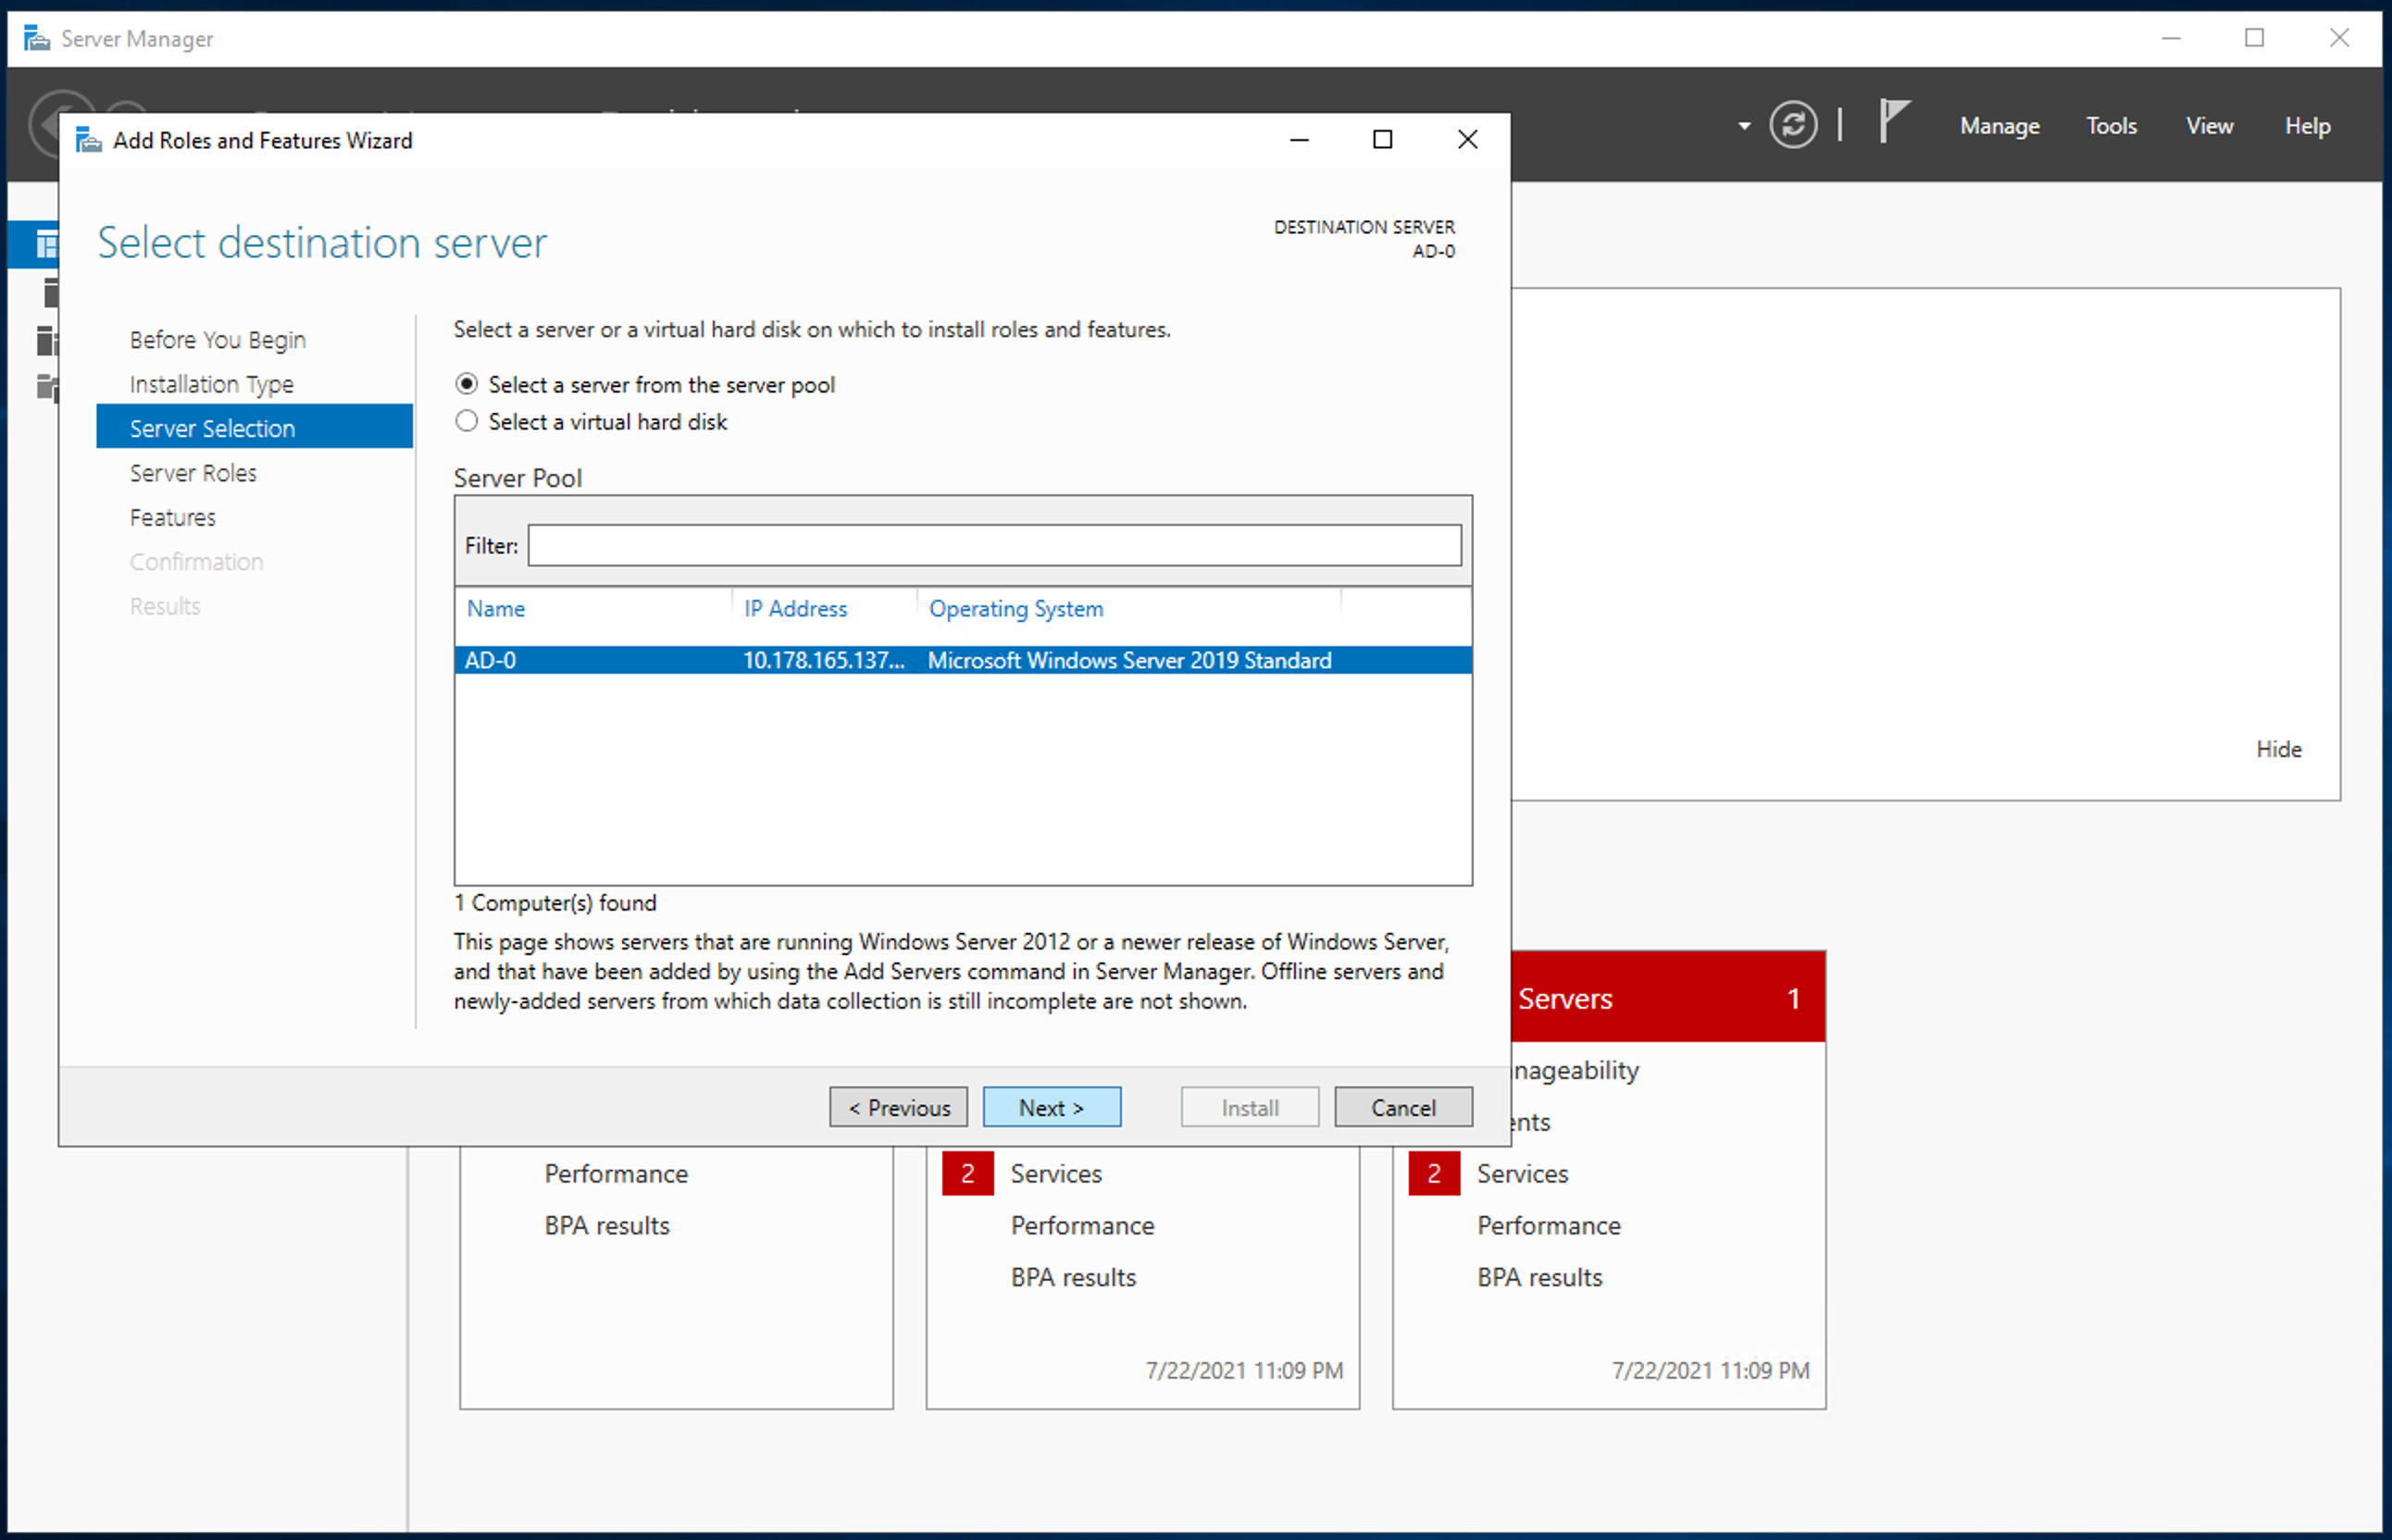 Server Manager
Manage
Tools
View
Help
Add Roles and Features Wizard
Select destination server
DESTINATION SERVER
AD-0
Before You Begin
Installation Type
Server Selection
Server Roles
Features
Confirmation
Results
Select a server or a virtual hard disk on which to install roles and features.
Select a server from the server pool
Select a virtual hard disk
Server Pool
Filter:
Name IP Address Operating System
AD-0 10.178.165.137... Microsoft Windows Server 2019 Standard
1 Computer(s) found
This page shows servers that are running Windows Server 2012 or a newer release of Windows Server,
and that have been added by using the Add Servers command in Server Manager. Offline servers and
newly-added servers from which data collection is still incomplete are not shown.
< Previous
Next >
Install
Cancel
Hide
Servers 1
nageability
ents
Performance
BPA results
2 Services
Performance
BPA results
7/22/2021 11:09 PM
2 Services
Performance
BPA results
7/22/2021 11:09 PM